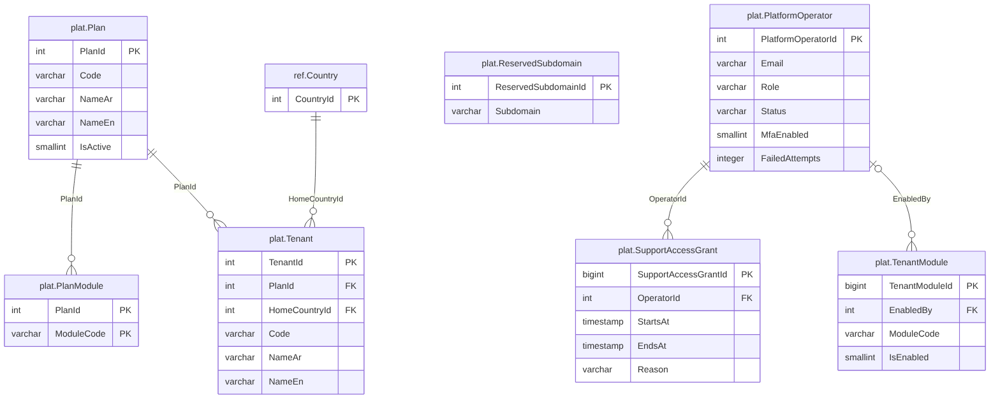 plat.Plan
int PlanId PK
varchar Code
varchar NameAr
varchar NameEn
smallint IsActive
ref.Country
int CountryId PK
plat.ReservedSubdomain
int ReservedSubdomainId PK
varchar Subdomain
plat.PlatformOperator
int PlatformOperatorId PK
varchar Email
varchar Role
varchar Status
smallint MfaEnabled
integer FailedAttempts
PlanId
PlanId
HomeCountryId
OperatorId
EnabledBy
plat.PlanModule
int PlanId PK
varchar ModuleCode PK
plat.Tenant
int TenantId PK
int PlanId FK
int HomeCountryId FK
varchar Code
varchar NameAr
varchar NameEn
plat.SupportAccessGrant
bigint SupportAccessGrantId PK
int OperatorId FK
timestamp StartsAt
timestamp EndsAt
varchar Reason
plat.TenantModule
bigint TenantModuleId PK
int EnabledBy FK
varchar ModuleCode
smallint IsEnabled